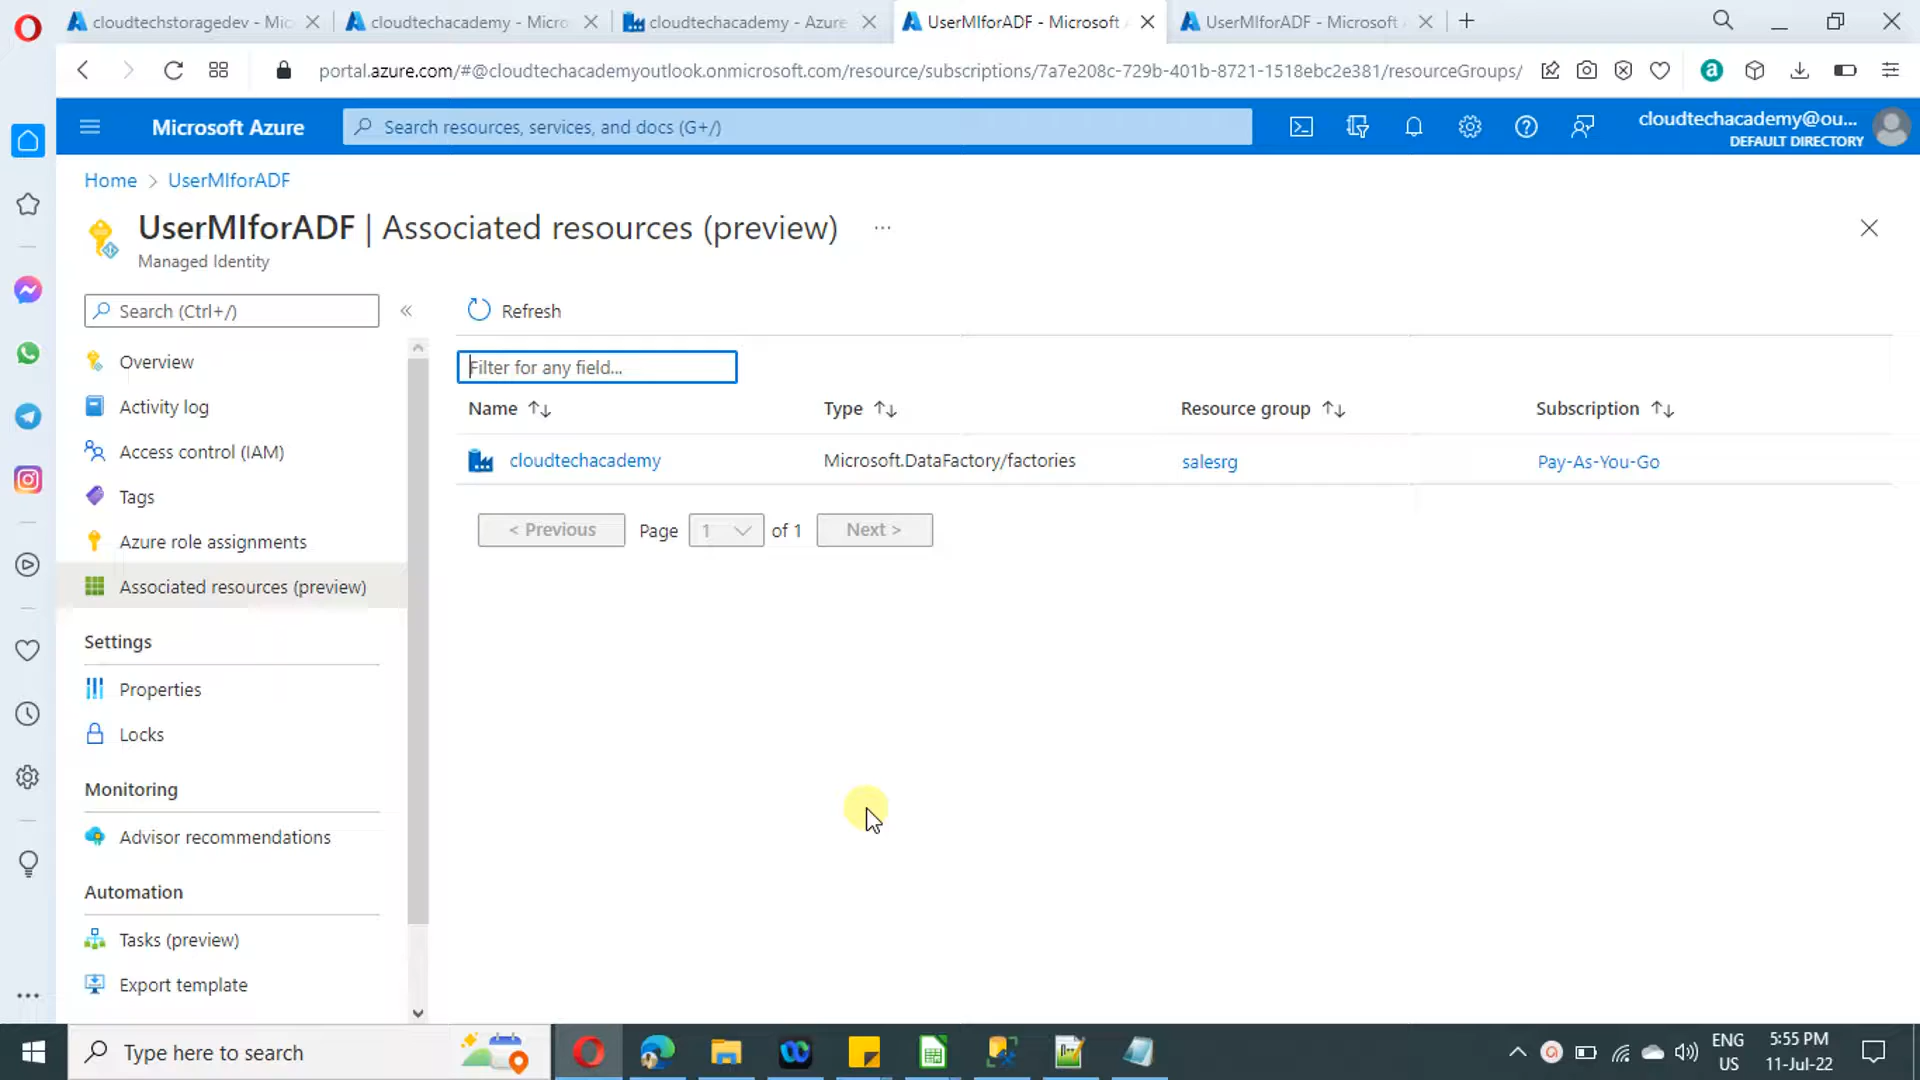 cloudtechstoragedev - Mic
cloudtechacademy - Micro
cloudtechacademy - Azure
UserMIforADF - Microsoft
UserMIforADF - Microsoft
portal.azure.com/#@cloudtechacademyoutlook.onmicrosoft.com/resource/subscriptions/7a7e208c-729b-401b-8721-1518ebc2e381/resourceGroups/
Microsoft Azure
Search resources, services, and docs (G+/)
cloudtechacademy@ou...
DEFAULT DIRECTORY
Home > UserMIforADF
UserMIforADF | Associated resources (preview) ...
Managed Identity
Search (Ctrl+/)
«
Refresh
Overview
Activity log
Access control (IAM)
Tags
Azure role assignments
Associated resources (preview)
Settings
Properties
Locks
Monitoring
Advisor recommendations
Automation
Tasks (preview)
Export template
Filter for any field...
Name Type Resource group Subscription
cloudtechacademy Microsoft.DataFactory/factories salesrg Pay-As-You-Go
< Previous Page 1 of 1 Next >
Type here to search
ENG
US
5:55 PM
11-Jul-22